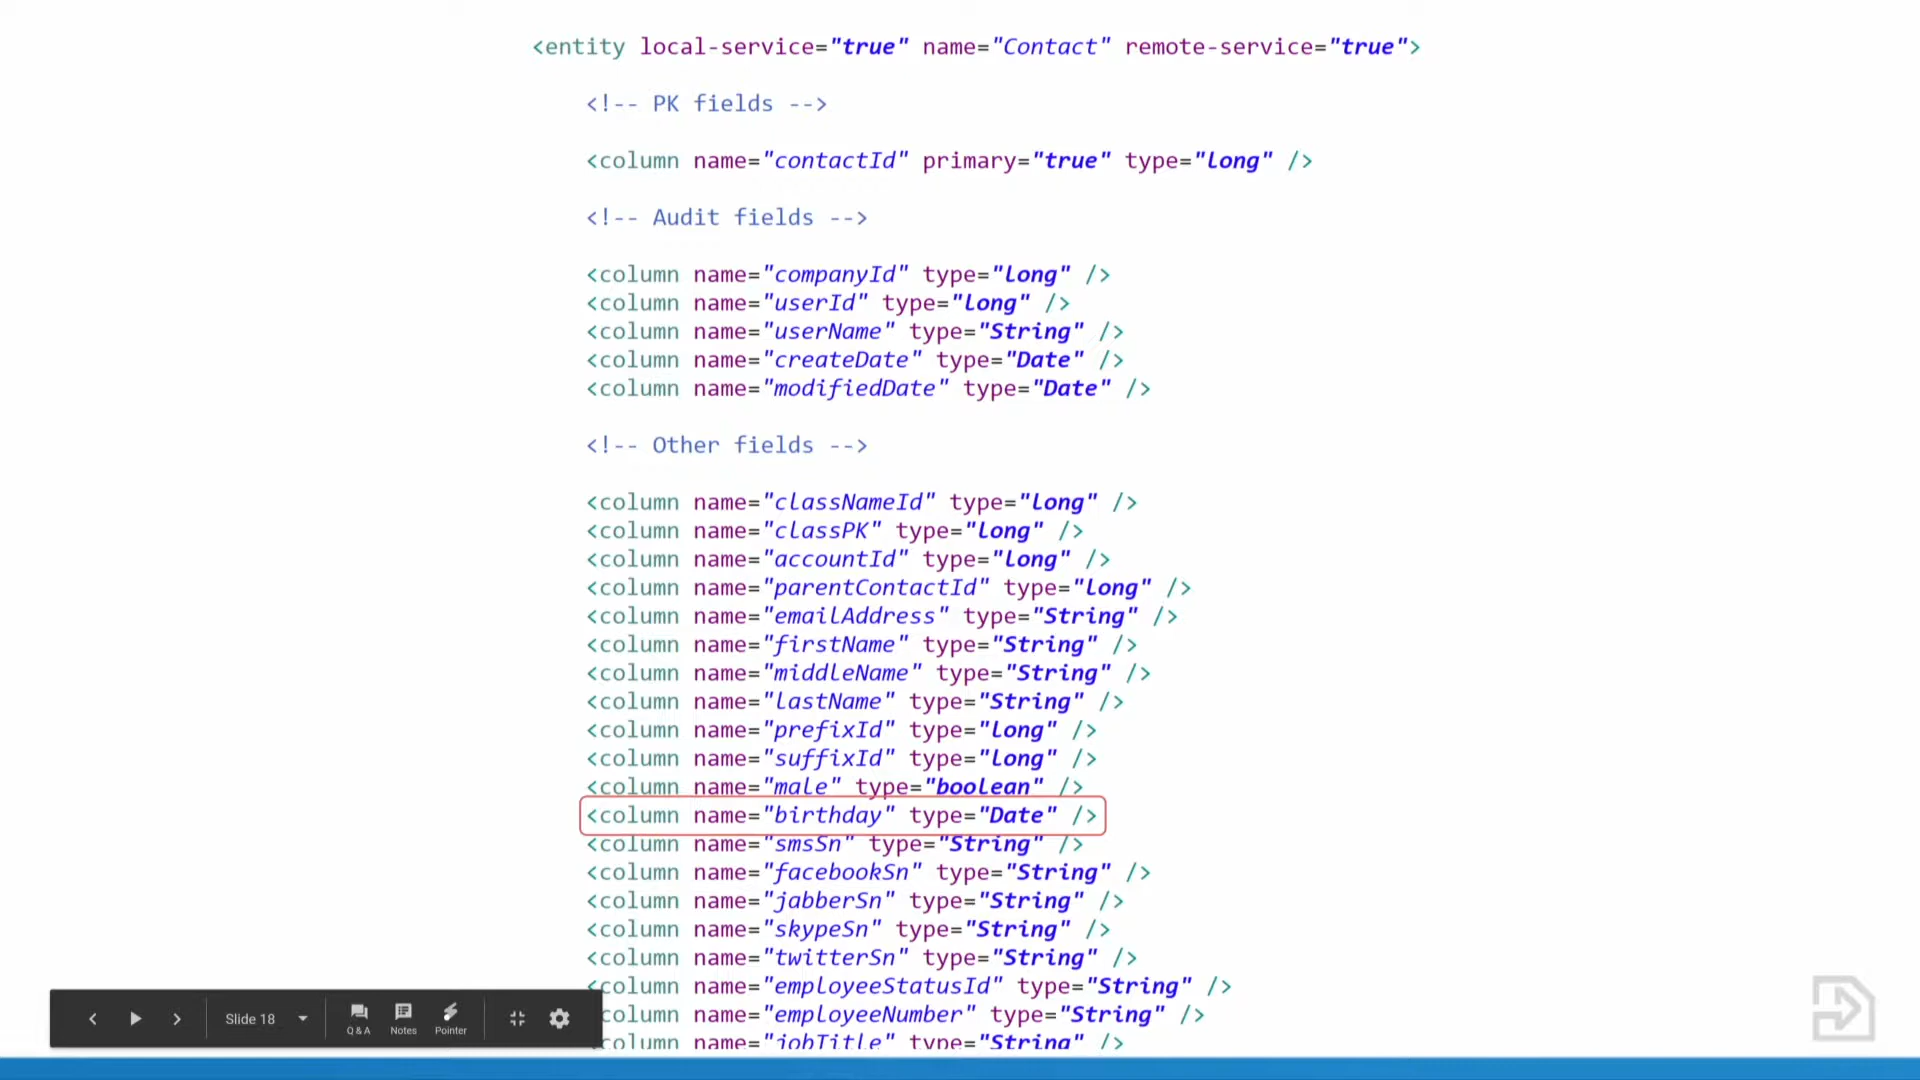 <entity local-service="true" name="Contact" remote-service="true">
<!-- PK fields -->
<column name="contactId" primary="true" type="long" />
<!-- Audit fields -->
<column name="companyId" type="long" />
<column name="userId" type="long" />
<column name="userName" type="String" />
<column name="createDate" type="Date" />
<column name="modifiedDate" type="Date" />
<!-- Other fields -->
<column name="classNameId" type="long" />
<column name="classPK" type="long" />
<column name="accountId" type="long" />
<column name="parentContactId" type="long" />
<column name="emailAddress" type="String" />
<column name="firstName" type="String" />
<column name="middleName" type="String" />
<column name="lastName" type="String" />
<column name="prefixId" type="long" />
<column name="suffixId" type="long" />
<column name="male" type="boolean" />
<column name="birthday" type="Date" />
<column name="smsSn" type="String" />
<column name="facebookSn" type="String" />
<column name="jabberSn" type="String" />
<column name="skypeSn" type="String" />
<column name="twitterSn" type="String" />
<column name="employeeStatusId" type="String" />
<column name="employeeNumber" type="String" />
column name="jobTitle" type="String" />
Slide 18
Q & A
Notes
Pointer